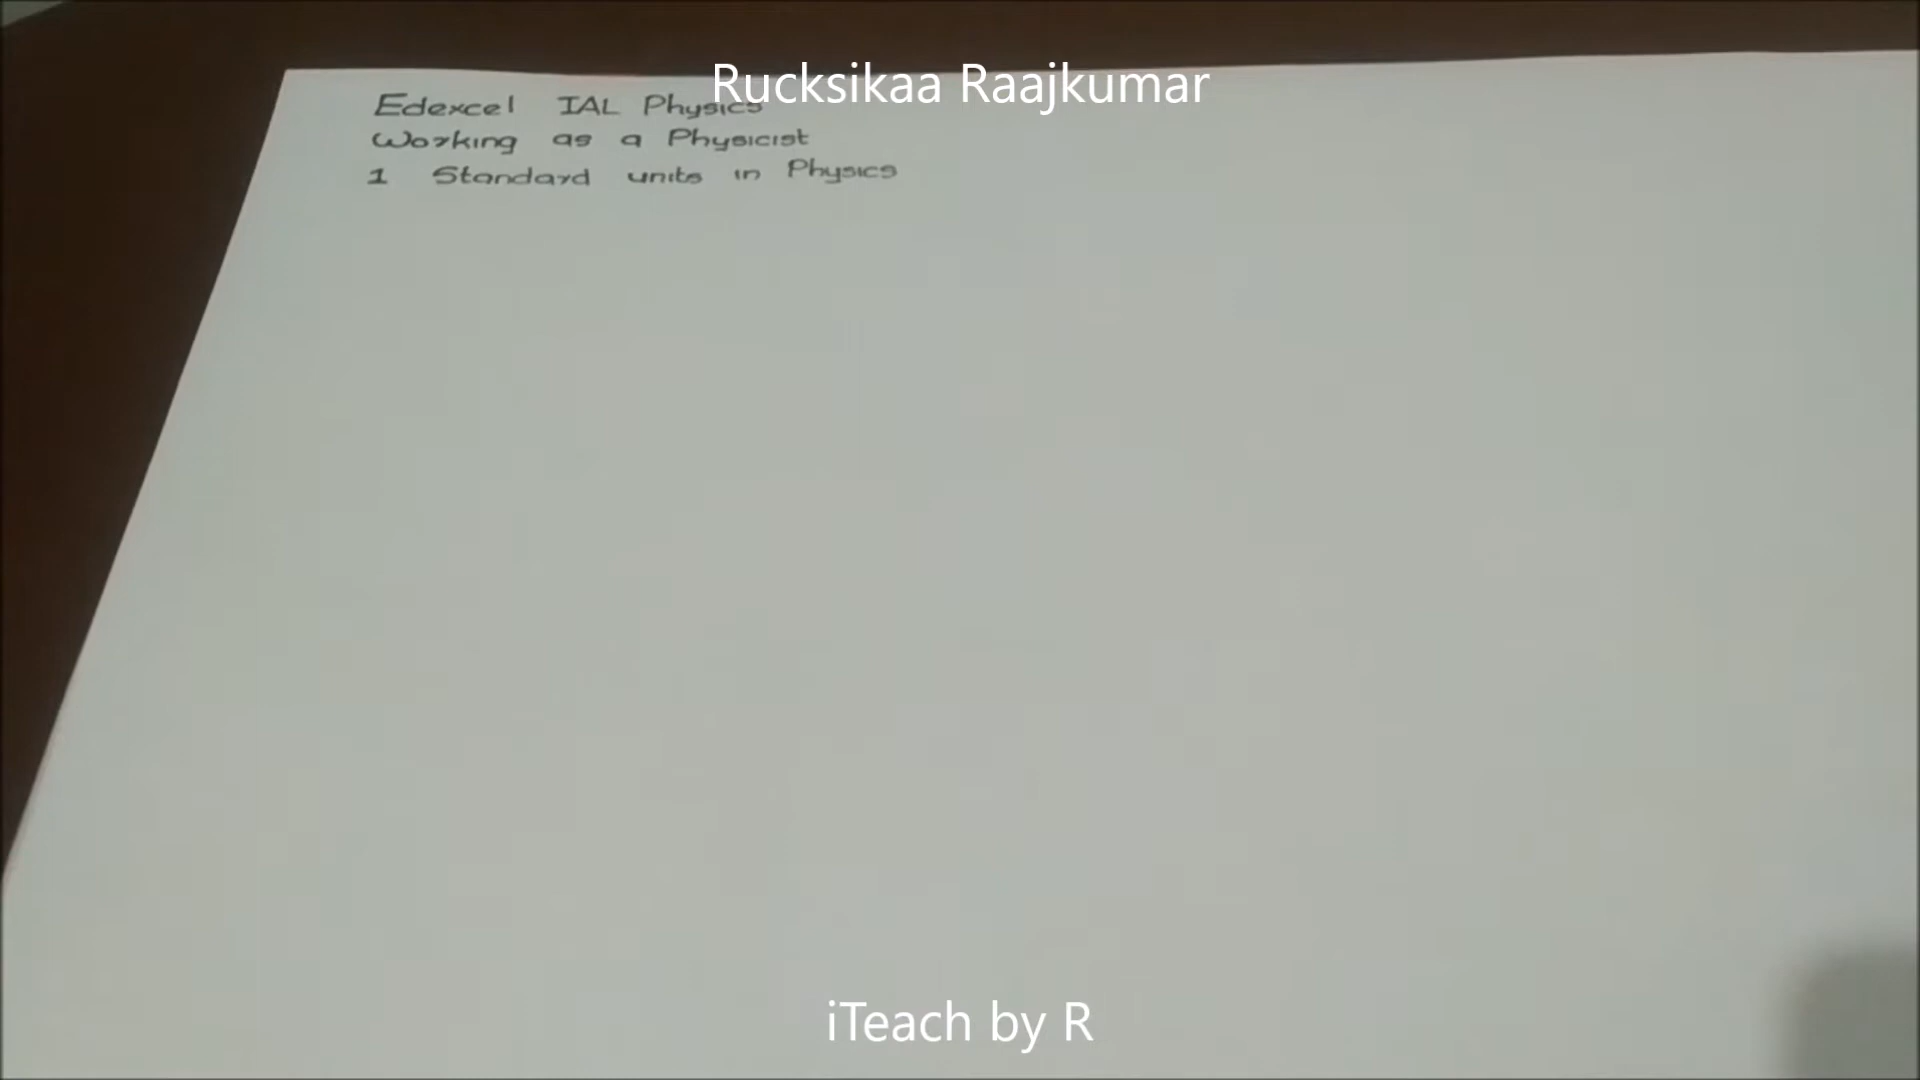 Rucksikaa Raajkumar
Edexcel IAL Physics
Working as a Physicist
1 Standard units in Physics
iTeach by R